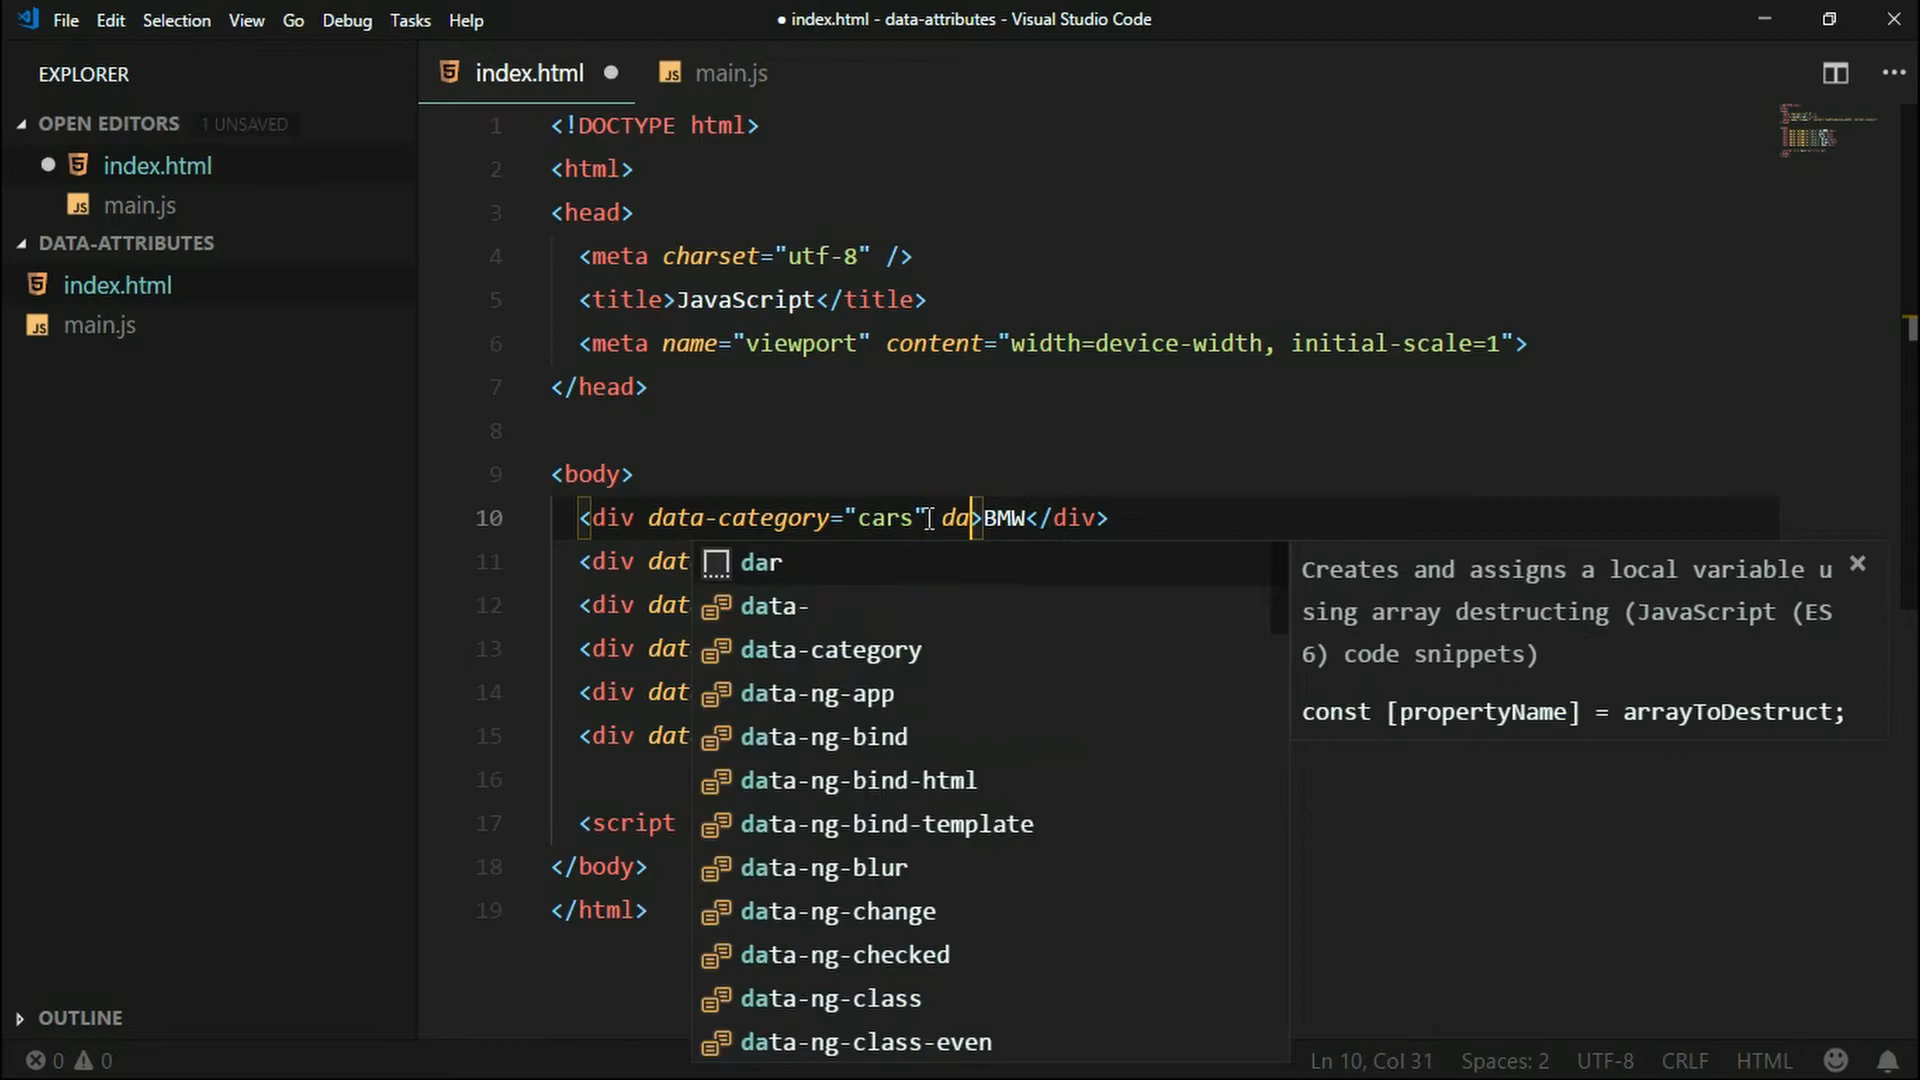 File Edit Selection View Go Debug Tasks Help
● index.html - data-attributes - Visual Studio Code
EXPLORER
OPEN EDITORS 1 UNSAVED
index.html
main.js
DATA-ATTRIBUTES
index.html
main.js
OUTLINE
index.html
main.js
1 <!DOCTYPE html>
2 <html>
3 <head>
4 <meta charset="utf-8" />
5 <title>JavaScript</title>
6 <meta name="viewport" content="width=device-width, initial-scale=1">
7 </head>
8
9 <body>
10 <div data-category="cars" da>BMW</div>
11 <div dat
12 <div dat
13 <div dat
14 <div dat
15 <div dat
16
17 <script
18 </body>
19 </html>
dar
data-
data-category
data-ng-app
data-ng-bind
data-ng-bind-html
data-ng-bind-template
data-ng-blur
data-ng-change
data-ng-checked
data-ng-class
data-ng-class-even
Creates and assigns a local variable u
sing array destructing (JavaScript (ES
6) code snippets)
const [propertyName] = arrayToDestruct;
0 0
Ln 10, Col 31 Spaces: 2 UTF-8 CRLF HTML